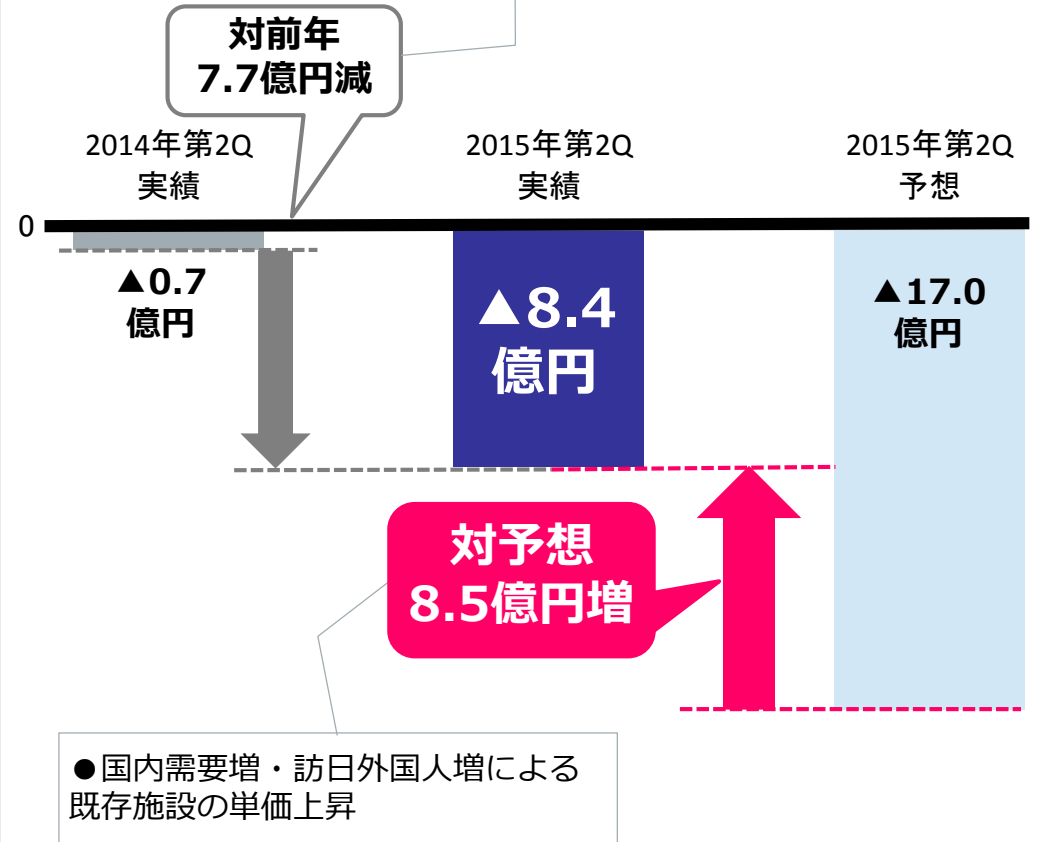 対前年
7.7億円減
2014年第2Q
実績
2015年第2Q
実績
2015年第2Q
予想
0
▲0.7
億円
▲8.4
億円
▲17.0
億円
対予想
8.5億円増
●国内需要増・訪日外国人増による
既存施設の単価上昇